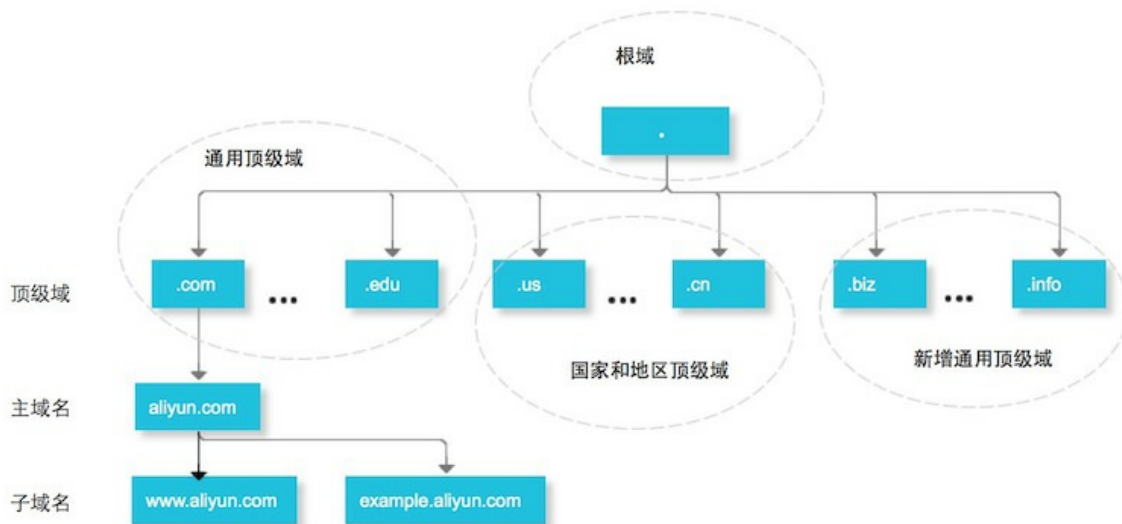 根域
.
通用顶级域
顶级域
.com
...
.edu
.us
...
.cn
.biz
...
.info
国家和地区顶级域
新增通用顶级域
主域名
aliyun.com
子域名
www.aliyun.com
example.aliyun.com